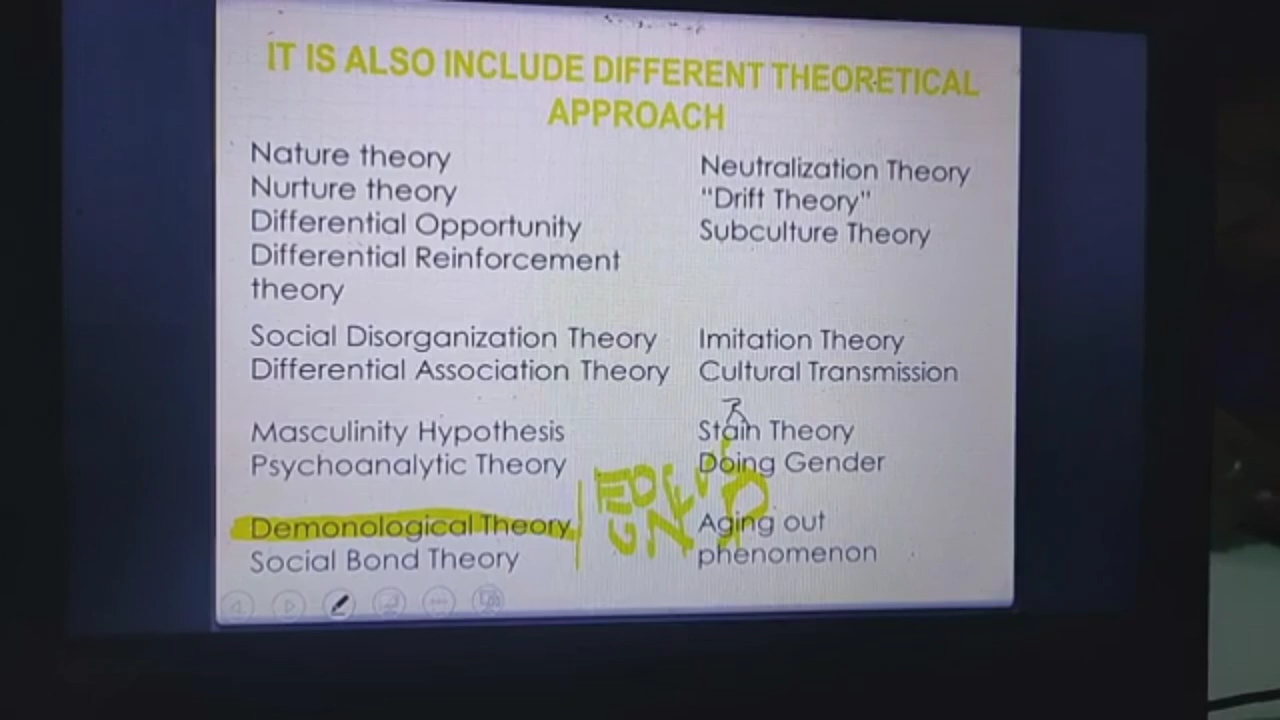 IT IS ALSO INCLUDE DIFFERENT THEORETICAL
APPROACH
Nature theory
Nurture theory
Differential Opportunity
Differential Reinforcement
theory
Neutralization Theory
"Drift Theory"
Subculture Theory
Social Disorganization Theory
Differential Association Theory
Imitation Theory
Cultural Transmission
Masculinity Hypothesis
Psychoanalytic Theory
R
Stain Theory
Doing Gender
Demonological Theory
Social Bond Theory
Aging out
phenomenon